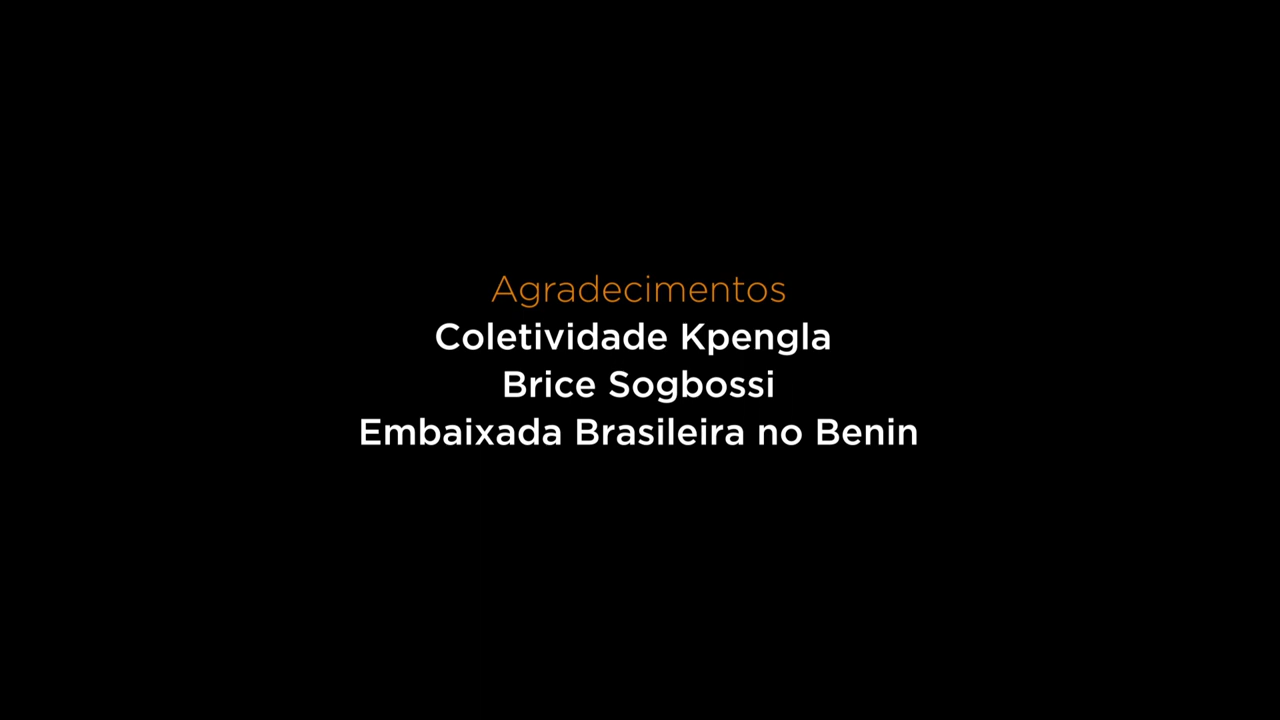 Agradecimentos
Coletividade Kpengla
Brice Sogbossi
Embaixada Brasileira no Benin